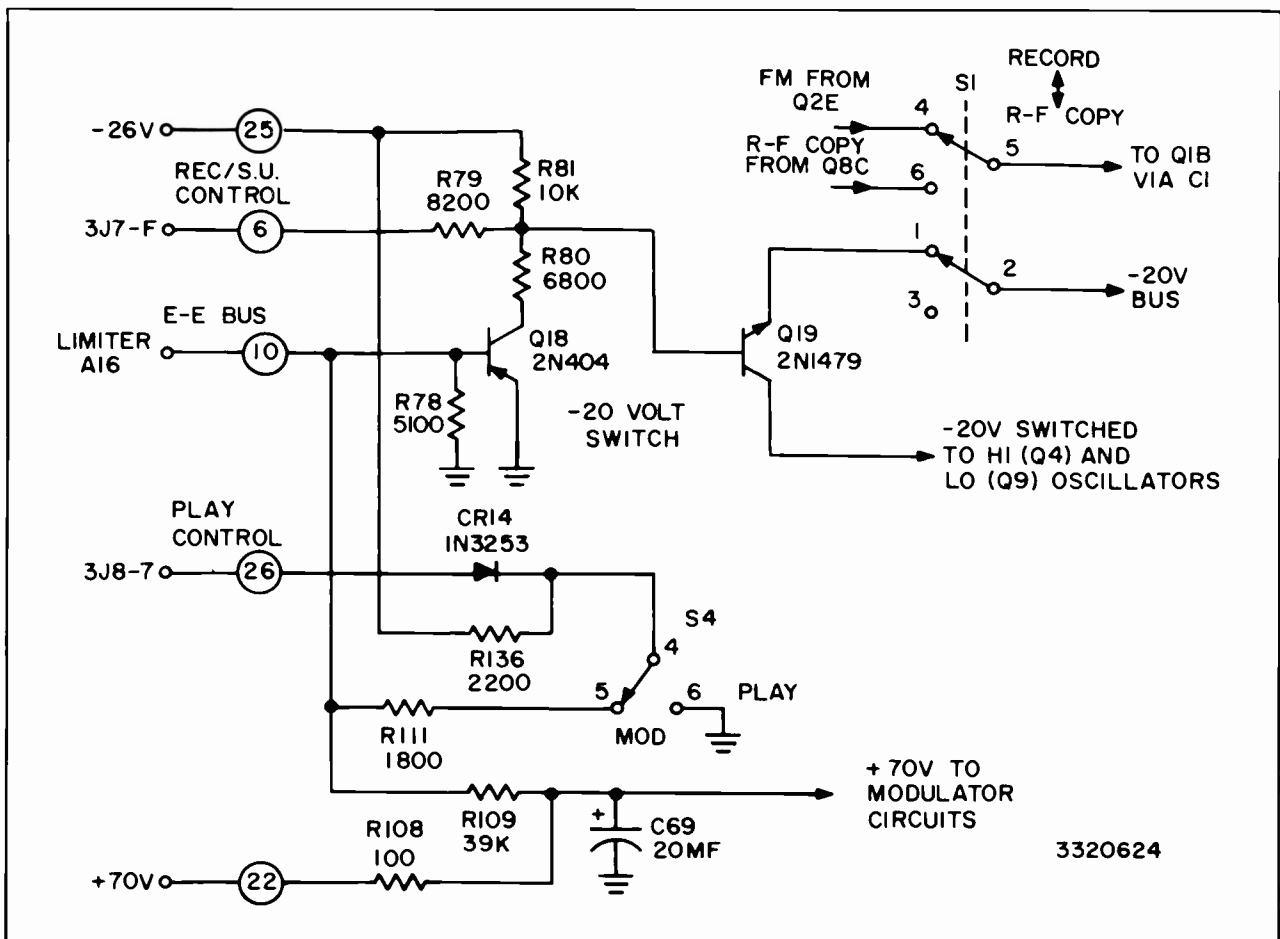 -26V
25
REC/S.U.
CONTROL
3J7-F
6
R79
8200
R81
10K
R80
6800
E-E BUS
LIMITER
A16
10
Q18
2N404
R78
5100
-20 VOLT
SWITCH
FM FROM
Q2E
R-F COPY
FROM Q8C
4
6
5
S1
RECORD
R-F COPY
TO Q1B
VIA C1
1
2
3
-20V
BUS
Q19
2N1479
-20V SWITCHED
TO HI (Q4) AND
LO (Q9) OSCILLATORS
PLAY
CONTROL
3J8-7
26
CR14
1N3253
R136
2200
S4
4
5
6
PLAY
MOD
R111
1800
R109
39K
R108
100
+70V
22
+
C69
20MF
+70V TO
MODULATOR
CIRCUITS
3320624